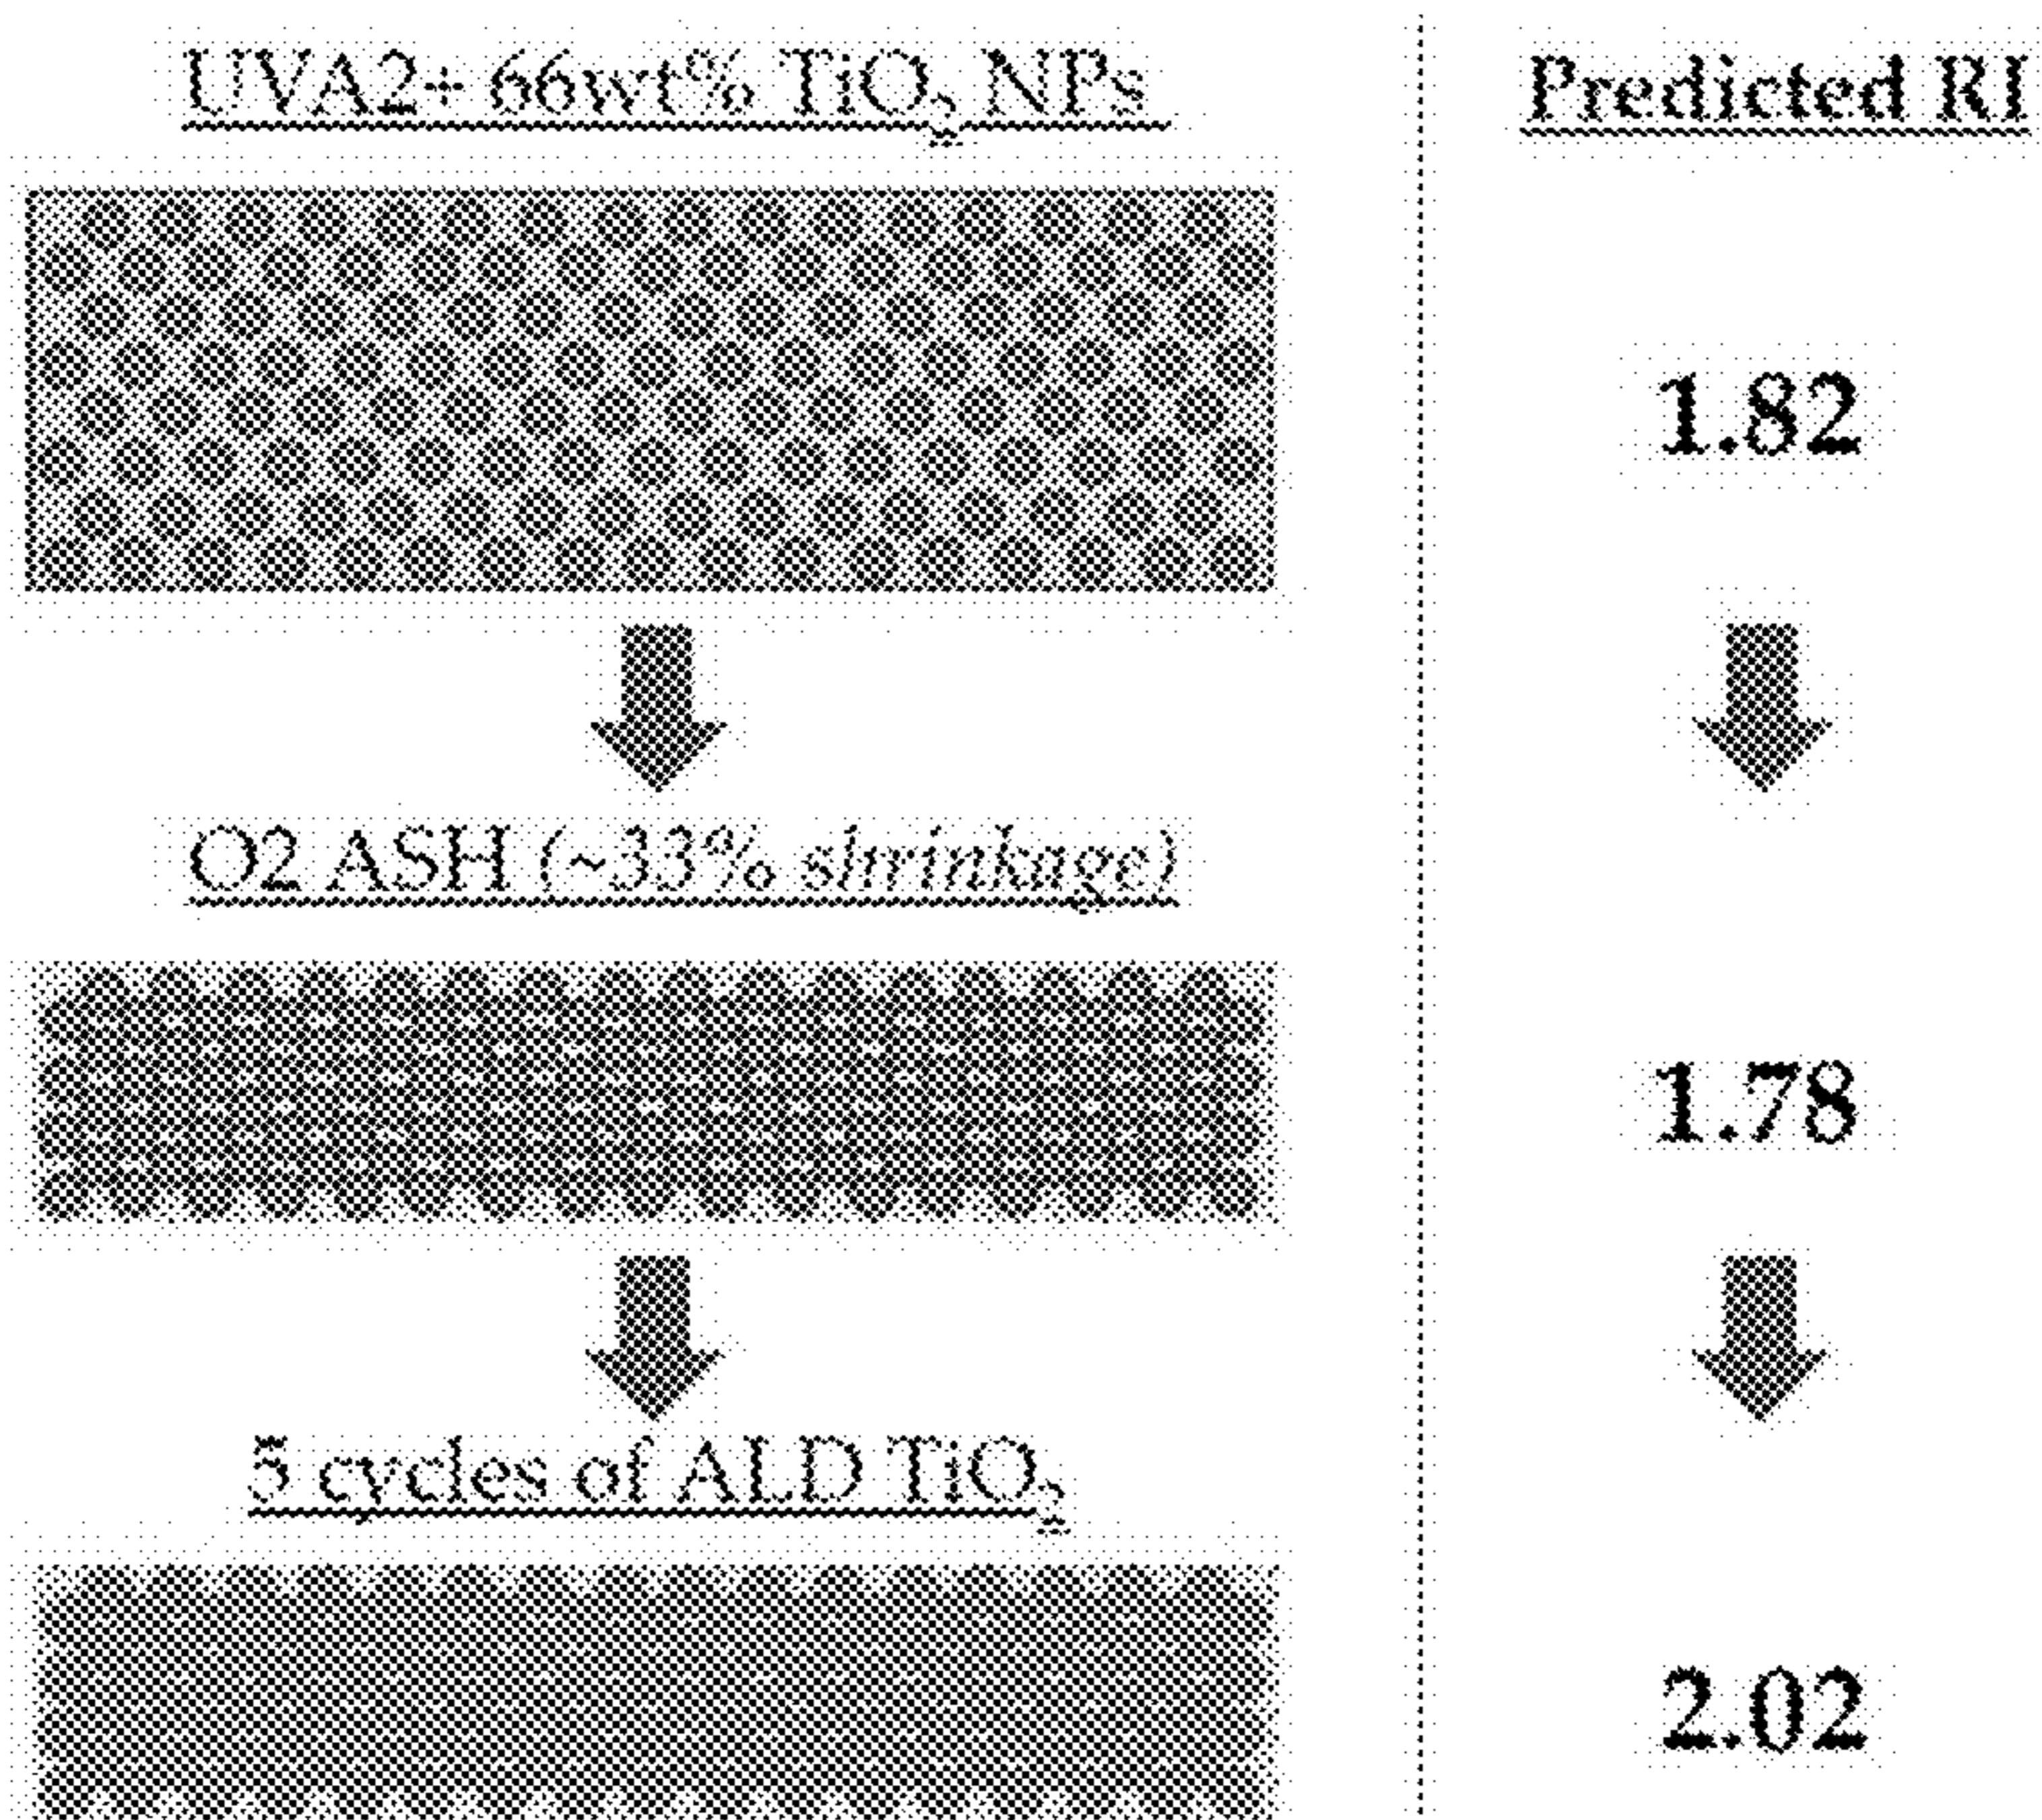 UVA2+ 66wt% TiO₂ NPs
Predicted RI
1.82
O2 ASH (~33% shrinkage)
1.78
5 cycles of ALD TiO₂
2.02